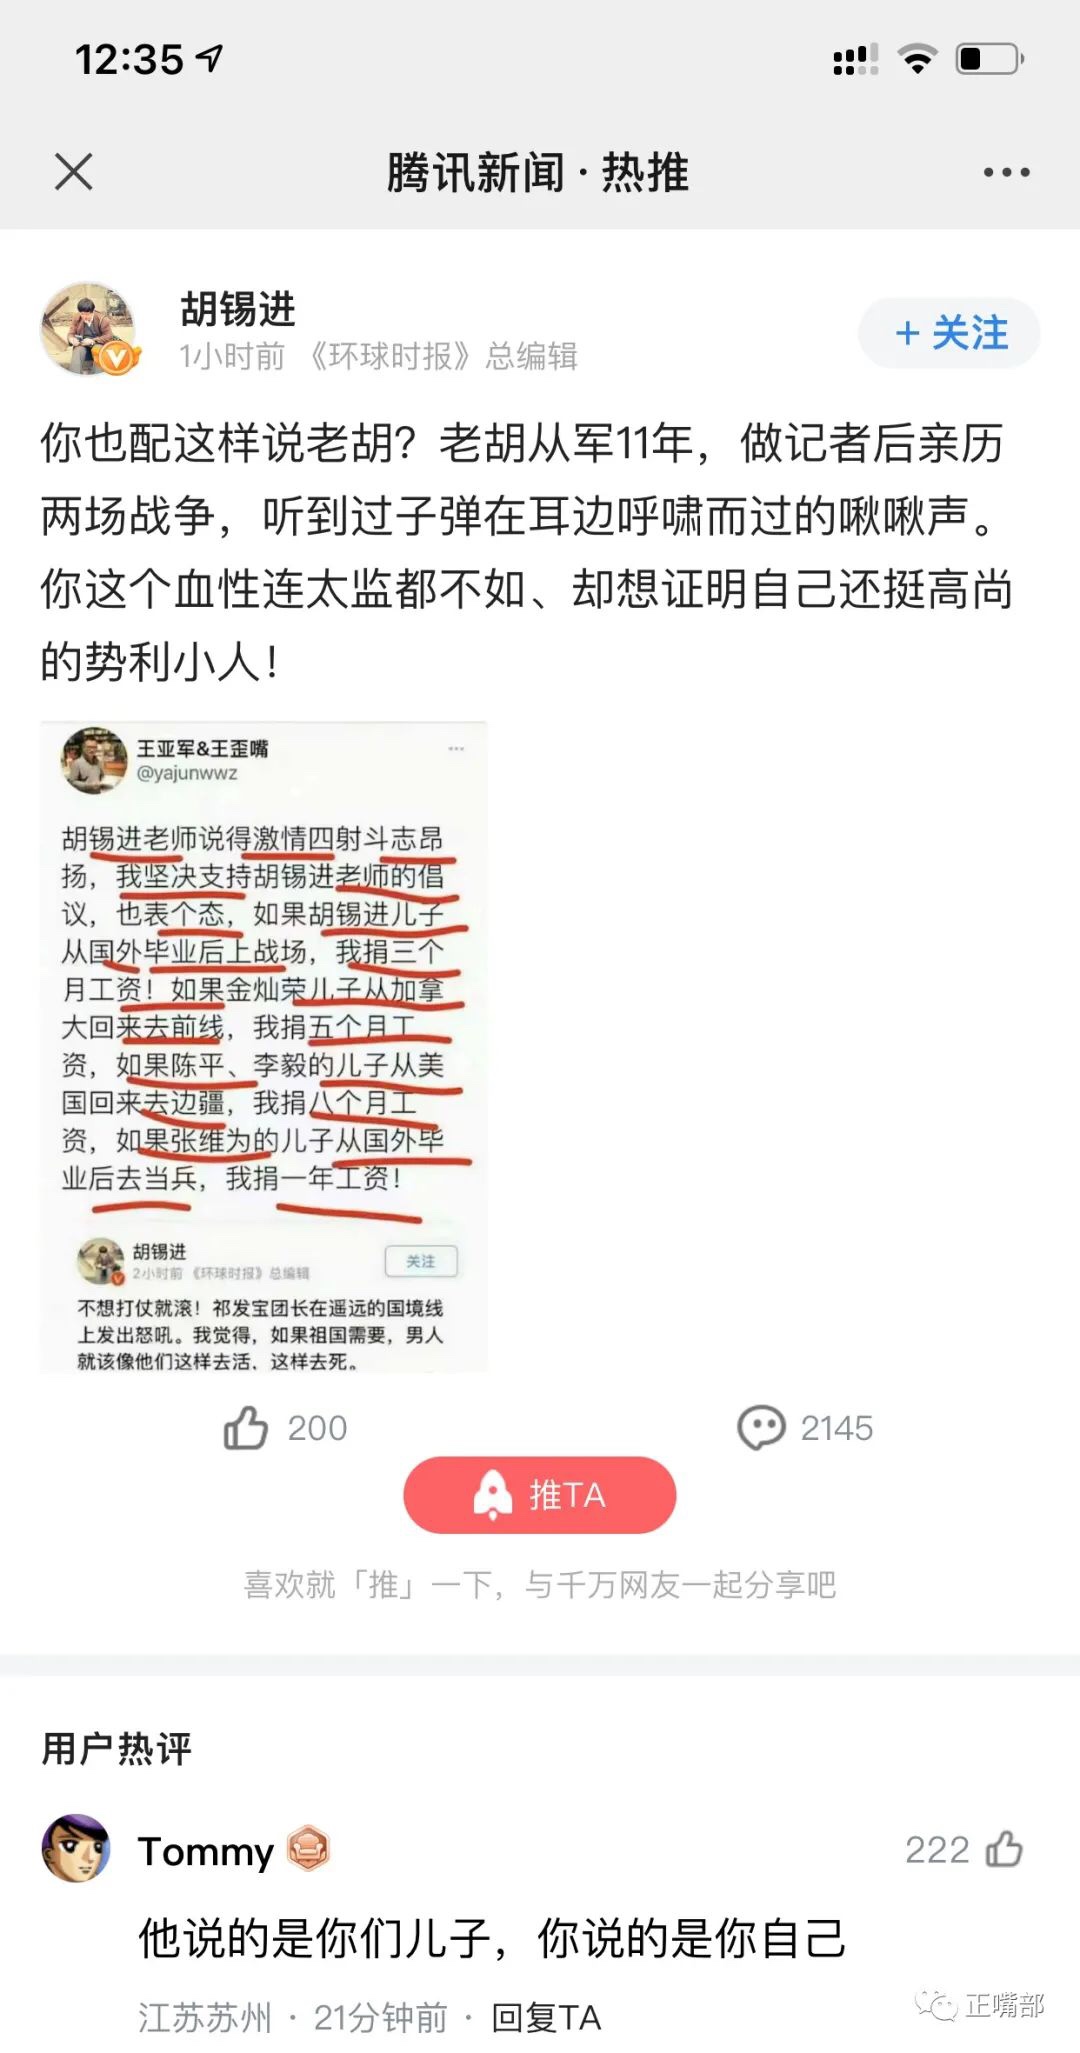 12:35
腾讯新闻·热推
胡锡进
1小时前 《环球时报》总编辑
+ 关注
你也配这样说老胡？老胡从军11年，做记者后亲历
两场战争，听到过子弹在耳边呼啸而过的啾啾声。
你这个血性连太监都不如、却想证明自己还挺高尚
的势利小人！
王亚军&王歪嘴
@yajunwwz
胡锡进老师说得激情四射斗志昂
扬，我坚决支持胡锡进老师的倡
议，也表个态，如果胡锡进儿子
从国外毕业后上战场，我捐三个
月工资！如果金灿荣儿子从加拿
大回来去前线，我捐五个月工
资，如果陈平、李毅的儿子从美
国回来去边疆，我捐八个月工
资，如果张维为的儿子从国外毕
业后去当兵，我捐一年工资！
胡锡进
2小时前 《环球时报》总编辑
关注
不想打仗就滚！祁发宝团长在遥远的国境线
上发出怒吼。我觉得，如果祖国需要，男人
就该像他们这样去活，这样去死。
200
2145
推TA
喜欢就「推」一下，与千万网友一起分享吧
用户热评
Tommy
222
他说的是你们儿子，你说的是你自己
江苏苏州 · 21分钟前 · 回复TA
正嘴部